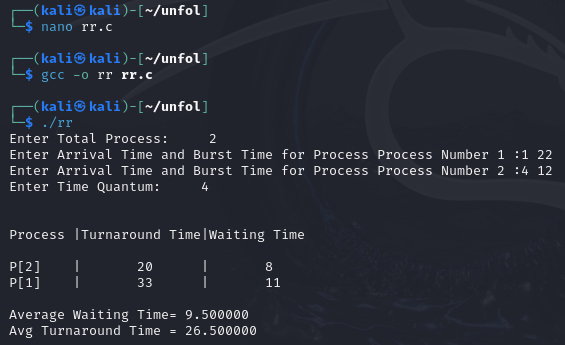 ┌──(kali㉿kali)-[~/unfol]
└─$ nano rr.c
┌──(kali㉿kali)-[~/unfol]
└─$ gcc -o rr rr.c
┌──(kali㉿kali)-[~/unfol]
└─$ ./rr
Enter Total Process:     2
Enter Arrival Time and Burst Time for Process Process Number 1 :1 22
Enter Arrival Time and Burst Time for Process Process Number 2 :4 12
Enter Time Quantum:     4
Process |Turnaround Time|Waiting Time
P[2]    |       20      |       8
P[1]    |       33      |       11
Average Waiting Time= 9.500000
Avg Turnaround Time = 26.500000